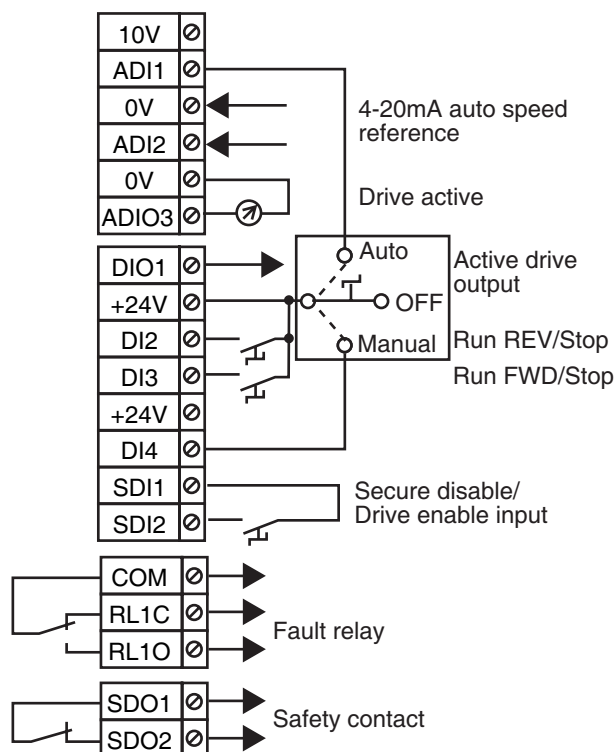 10V
ADI1
0V
4-20mA auto speed
reference
ADI2
0V
Drive active
ADIO3
Auto
Active drive
output
DIO1
+24V
OFF
DI2
Manual
Run REV/Stop
DI3
Run FWD/Stop
+24V
DI4
SDI1
Secure disable/
Drive enable input
SDI2
COM
RL1C
Fault relay
RL1O
SDO1
Safety contact
SDO2